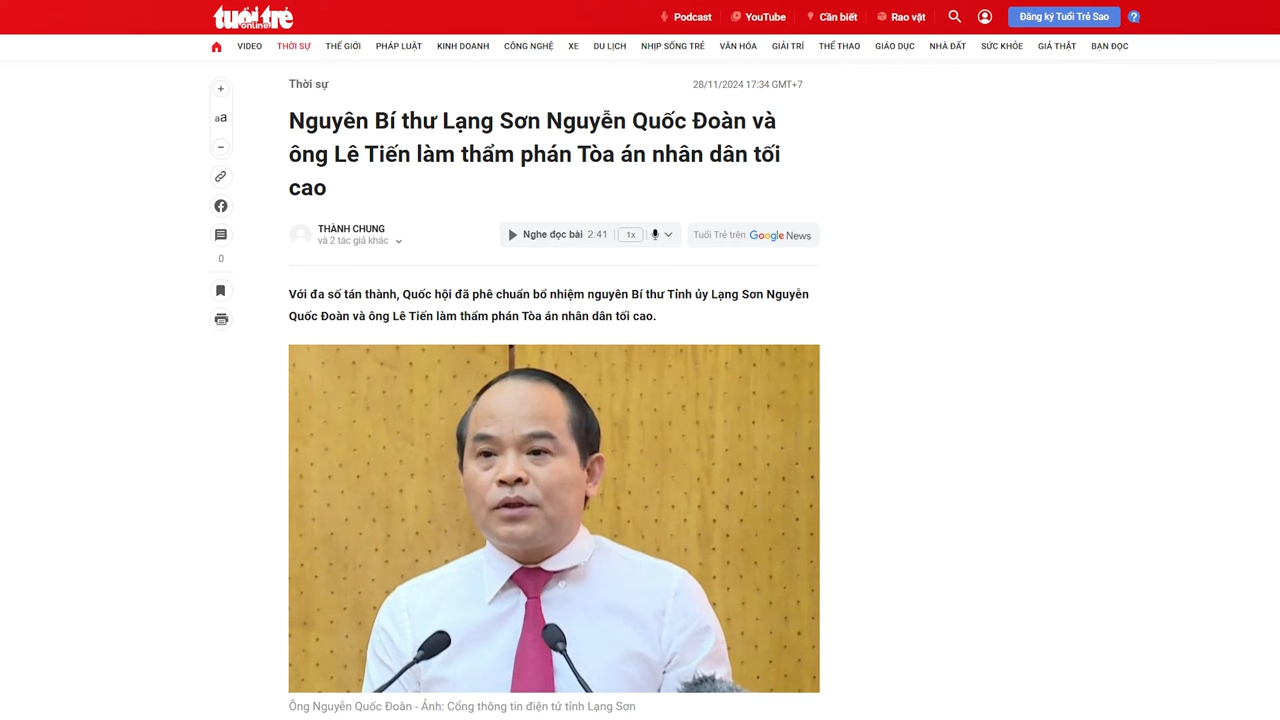 tuổi trẻ
online
Podcast
YouTube
Cần biết
Rao vặt
Đăng ký Tuổi Trẻ Sao
?
VIDEO
THỜI SỰ
THẾ GIỚI
PHÁP LUẬT
KINH DOANH
CÔNG NGHỆ
XE
DU LỊCH
NHỊP SỐNG TRẺ
VĂN HÓA
GIẢI TRÍ
THỂ THAO
GIÁO DỤC
NHÀ ĐẤT
SỨC KHỎE
GIẢ THẬT
BẠN ĐỌC
+
aa
−
0
Thời sự
28/11/2024 17:34 GMT+7
Nguyên Bí thư Lạng Sơn Nguyễn Quốc Đoàn và
ông Lê Tiến làm thẩm phán Tòa án nhân dân tối
cao
THÀNH CHUNG
và 2 tác giả khác
Nghe đọc bài 2:41
1x
Tuổi Trẻ trên Google News
Với đa số tán thành, Quốc hội đã phê chuẩn bổ nhiệm nguyên Bí thư Tỉnh ủy Lạng Sơn Nguyễn
Quốc Đoàn và ông Lê Tiến làm thẩm phán Tòa án nhân dân tối cao.
Ông Nguyễn Quốc Đoàn - Ảnh: Cổng thông tin điện tử tỉnh Lạng Sơn